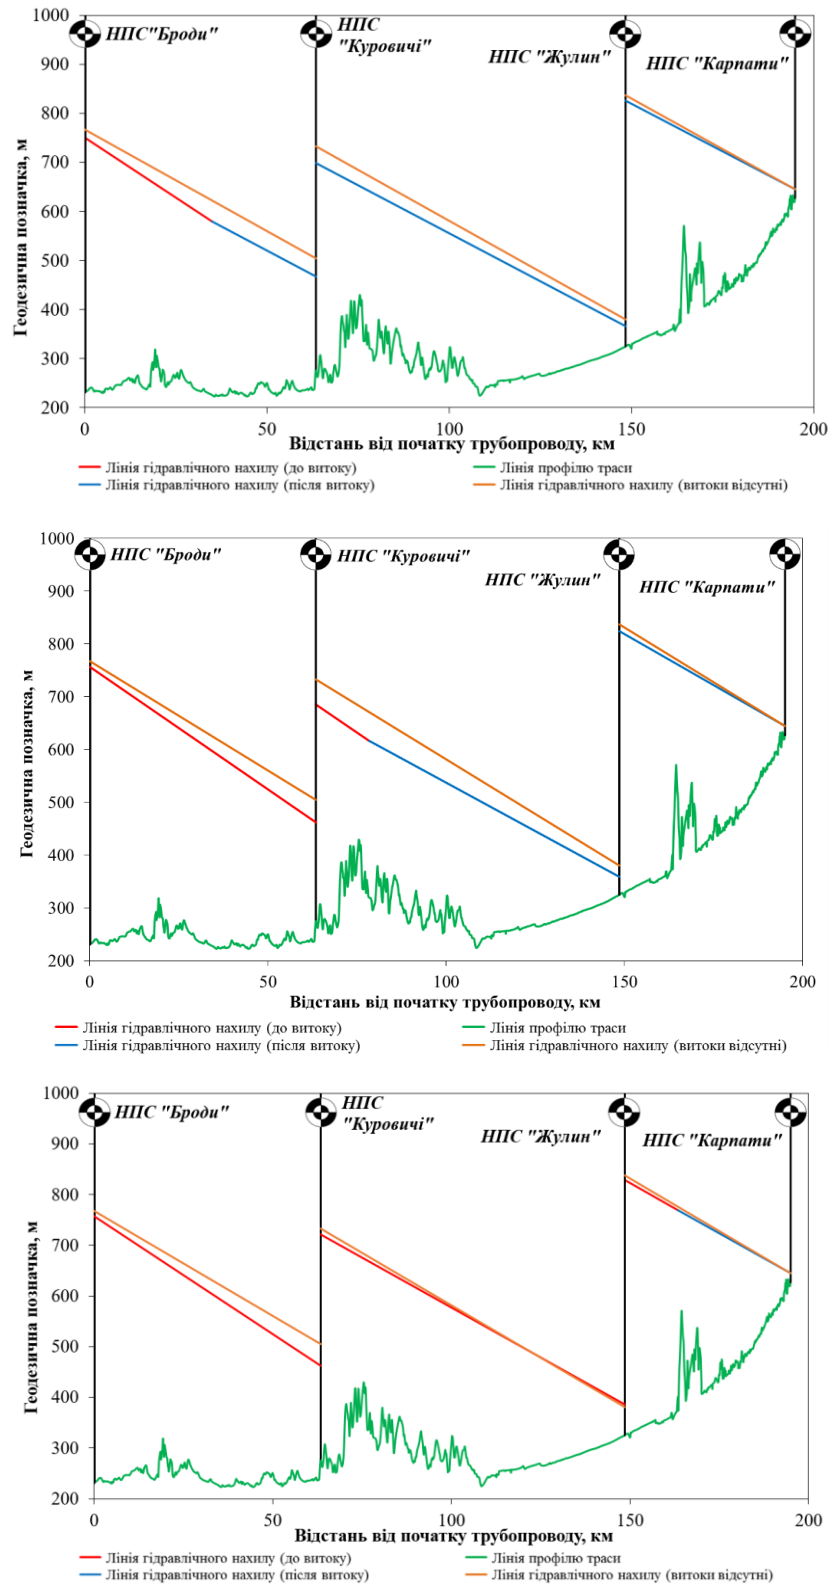 1000
900
800
700
600
500
400
300
200
Геодезична позначка, м
НПС"Броди"
НПС
"Куровичі"
НПС "Жулин"
НПС "Карпати"
0
50
100
150
200
Відстань від початку трубопроводу, км
Лінія гідравлічного нахилу (до витоку)
Лінія профілю траси
Лінія гідравлічного нахилу (після витоку)
Лінія гідравлічного нахилу (витоки відсутні)
1000
900
800
700
600
500
400
300
200
Геодезична позначка, м
НПС "Броди"
НПС "Куровичі"
НПС "Жулин"
НПС "Карпати"
0
50
100
150
200
Відстань від початку трубопроводу, км
Лінія гідравлічного нахилу (до витоку)
Лінія профілю траси
Лінія гідравлічного нахилу (після витоку)
Лінія гідравлічного нахилу (витоки відсутні)
1000
900
800
700
600
500
400
300
200
Геодезична позначка, м
НПС "Броди"
НПС
"Куровичі"
НПС "Жулин"
НПС "Карпати"
0
50
100
150
200
Відстань від початку трубопроводу, км
Лінія гідравлічного нахилу (до витоку)
Лінія профілю траси
Лінія гідравлічного нахилу (після витоку)
Лінія гідравлічного нахилу (витоки відсутні)